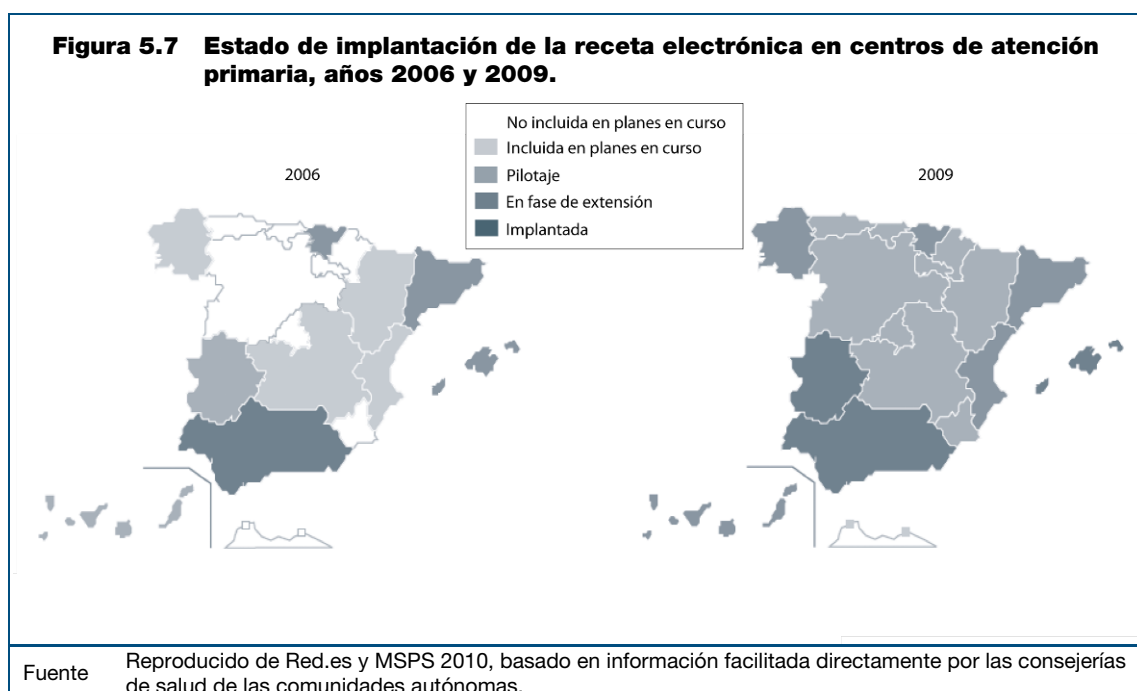 Figura 5.7 Estado de implantación de la receta electrónica en centros de atención
primaria, años 2006 y 2009.
No incluida en planes en curso
Incluida en planes en curso
Pilotaje
En fase de extensión
Implantada
2006
2009
Fuente Reproducido de Red.es y MSPS 2010, basado en información facilitada directamente por las consejerías
de salud de las comunidades autónomas.